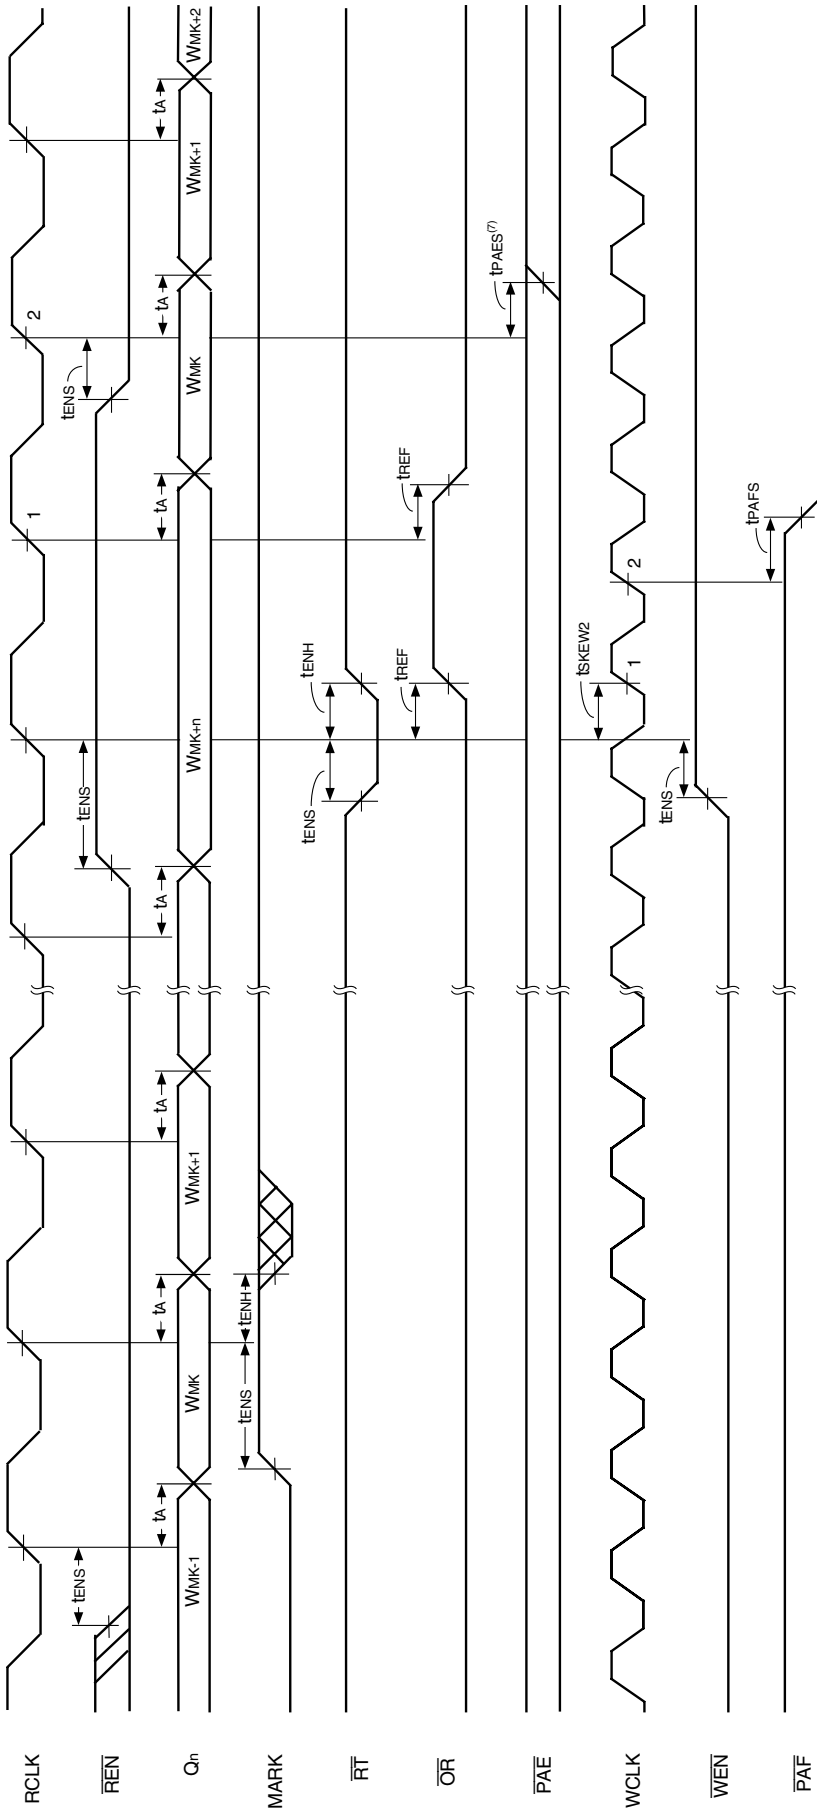 RCLK
tENS
1
2
REN
tENS
tENS
Qn
WMK-1
tA
WMK
tA
WMK+1
tA
tA
WMK+n
tA
WMK
tA
WMK+1
tA
WMK+2
MARK
tENS
tENH
RT
tENS
tENH
OR
tREF
tREF
PAE
tPAES(7)
WCLK
tSKEW2
1
2
WEN
tENS
PAF
tPAFS